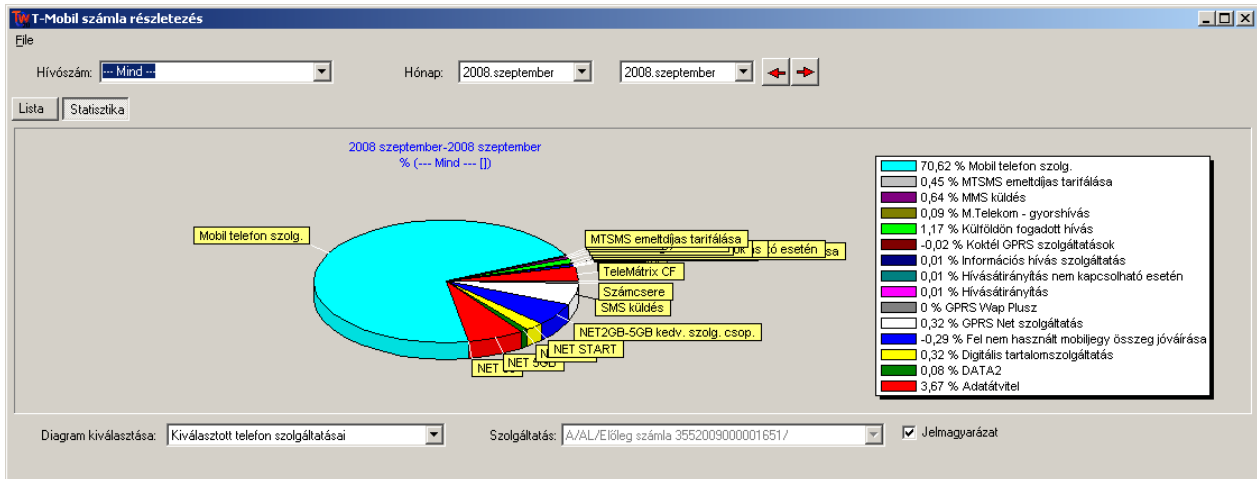 T-Mobil számla részletezés
File
Hívószám: --- Mind --- Hónap: 2008.szeptember 2008.szeptember
Lista Statisztika
2008 szeptember-2008 szeptember
% (--- Mind --- [])
Mobil telefon szolg.
MTSMS emeltdíjas tarifálása
esetén
TeleMátrix CF
Számcsere
SMS küldés
NET2GB-5GB kedv. szolg. csop.
NET START
NET 5GB
NET
70,62 % Mobil telefon szolg.
0,45 % MTSMS emeltdíjas tarifálása
0,64 % MMS küldés
0,09 % M.Telekom - gyorshívás
1,17 % Külföldön fogadott hívás
-0,02 % Koktél GPRS szolgáltatások
0,01 % Információs hívás szolgáltatás
0,01 % Hívásátirányítás nem kapcsolható esetén
0,01 % Hívásátirányítás
0 % GPRS Wap Plusz
0,32 % GPRS Net szolgáltatás
-0,29 % Fel nem használt mobiljegy összeg jóváírása
0,32 % Digitális tartalomszolgáltatás
0,08 % DATA2
3,67 % Adatátvitel
Diagram kiválasztása: Kiválasztott telefon szolgáltatásai Szolgáltatás: A/AL/Előleg számla 3552009000001651/ Jelmagyarázat